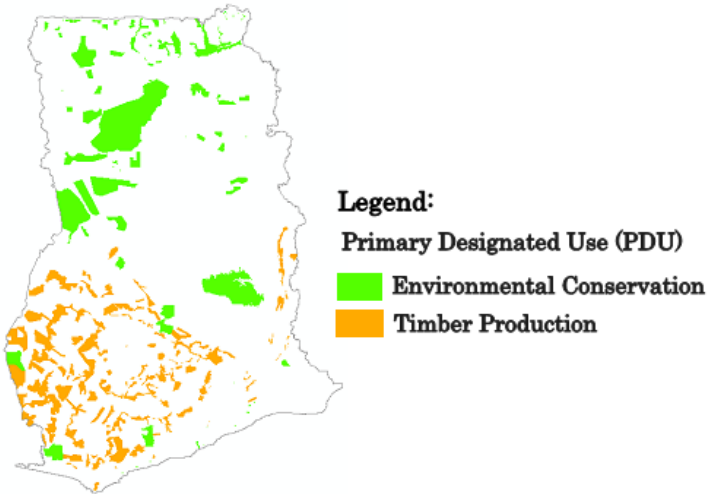 Legend:
Primary Designated Use (PDU)
Environmental Conservation
Timber Production